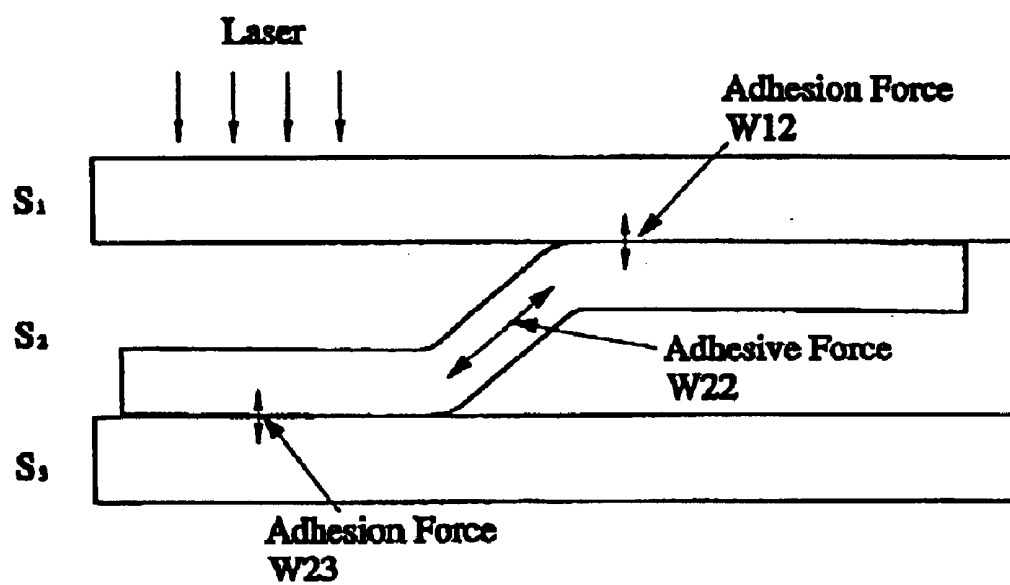 Laser
Adhesion Force
W12
S₁
S₂
Adhesive Force
W22
S₃
Adhesion Force
W23